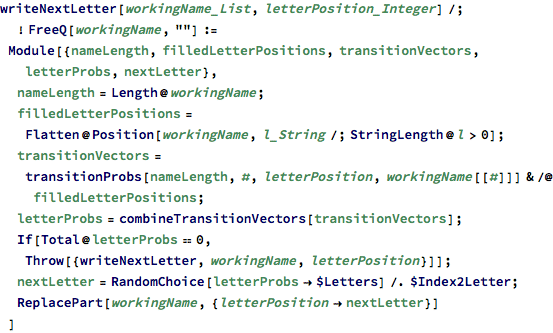 writeNextLetter[workingName_List, letterPosition_Integer] /;
! FreeQ[workingName, ""] :=
Module[{nameLength, filledLetterPositions, transitionVectors,
letterProbs, nextLetter},
nameLength = Length@workingName;
filledLetterPositions =
Flatten@Position[workingName, l_String /; StringLength@l > 0];
transitionVectors =
transitionProbs[nameLength, #, letterPosition, workingName[[#]]] & /@
filledLetterPositions;
letterProbs = combineTransitionVectors[transitionVectors];
If[Total@letterProbs == 0,
Throw[{writeNextLetter, workingName, letterPosition}]];
nextLetter = RandomChoice[letterProbs → $Letters] /. $Index2Letter;
ReplacePart[workingName, {letterPosition → nextLetter}]
]